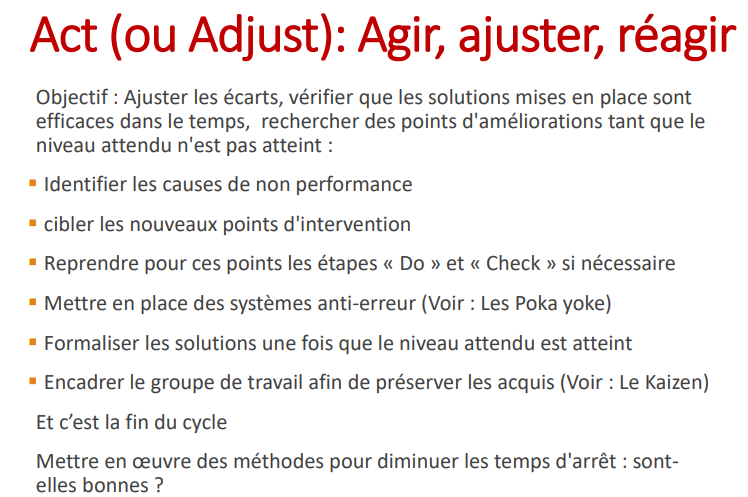 Act (ou Adjust): Agir, ajuster, réagir
Objectif : Ajuster les écarts, vérifier que les solutions mises en place sont
efficaces dans le temps, rechercher des points d'améliorations tant que le
niveau attendu n'est pas atteint :
▪ Identifier les causes de non performance
▪ cibler les nouveaux points d'intervention
▪ Reprendre pour ces points les étapes « Do » et « Check » si nécessaire
▪ Mettre en place des systèmes anti-erreur (Voir : Les Poka yoke)
▪ Formaliser les solutions une fois que le niveau attendu est atteint
▪ Encadrer le groupe de travail afin de préserver les acquis (Voir : Le Kaizen)
Et c’est la fin du cycle
Mettre en œuvre des méthodes pour diminuer les temps d'arrêt : sont-
elles bonnes ?